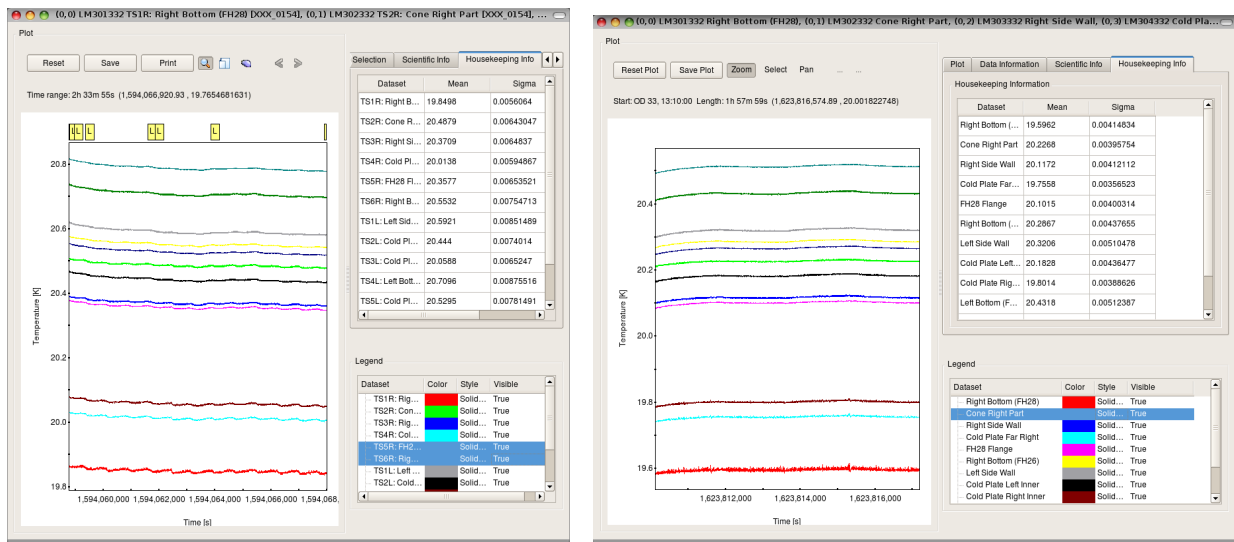 (0,0) LM301332 TS1R: Right Bottom (FH28) [XXX_0154], (0,1) LM302332 TS2R: Cone Right Part [XXX_0154], ...
Plot
Reset Save Print
Time range: 2h 33m 55s (1,594,066,920.93 , 19.7654681631)
L L L L L L
20.8
20.6
20.4
20.2
20.0
19.8
Temperature [K]
1,594,060,000 1,594,062,000 1,594,064,000 1,594,066,000 1,594,068,
Time [s]
Selection Scientific Info Housekeeping Info
Dataset Mean Sigma
TS1R: Right B... 19.8498 0.0056064
TS2R: Cone R... 20.4879 0.00643047
TS3R: Right Si... 20.3709 0.0064837
TS4R: Cold Pl... 20.0138 0.00594867
TS5R: FH28 Fl... 20.3577 0.00653521
TS6R: Right B... 20.5532 0.00754713
TS1L: Left Sid... 20.5921 0.00851489
TS2L: Cold Pl... 20.444 0.0074014
TS3L: Cold Pl... 20.0588 0.0065247
TS4L: Left Bott... 20.7096 0.00875516
TS5L: Cold Pl... 20.5295 0.00781491
Legend
Dataset Color Style Visible
TS1R: Rig... Solid... True
TS2R: Con... Solid... True
TS3R: Rig... Solid... True
TS4R: Col... Solid... True
TS5R: FH2... Solid... True
TS6R: Rig... Solid... True
TS1L: Left ... Solid... True
TS2L: Cold... Solid... True
(0,0) LM301332 Right Bottom (FH28), (0,1) LM302332 Cone Right Part, (0,2) LM303332 Right Side Wall, (0,3) LM304332 Cold Pla...
Plot
Reset Plot Save Plot Zoom Select Pan ... ...
Start: OD 33, 13:10:00 Length: 1h 57m 59s (1,623,816,574.89 , 20.001822748)
20.4
20.2
20.0
19.8
19.6
Temperature [K]
1,623,812,000 1,623,814,000 1,623,816,000
Time [s]
Plot Data Information Scientific Info Housekeeping Info
Housekeeping Information
Dataset Mean Sigma
Right Bottom (... 19.5962 0.00414834
Cone Right Part 20.2268 0.00395754
Right Side Wall 20.1172 0.00412112
Cold Plate Far... 19.7558 0.00356523
FH28 Flange 20.1015 0.00400314
Right Bottom (... 20.2867 0.00437655
Left Side Wall 20.3206 0.00510478
Cold Plate Left... 20.1828 0.00436477
Cold Plate Rig... 19.8014 0.00388626
Left Bottom (F... 20.4318 0.00512387
Legend
Dataset Color Style Visible
Right Bottom (FH28) Solid... True
Cone Right Part Solid... True
Right Side Wall Solid... True
Cold Plate Far Right Solid... True
FH28 Flange Solid... True
Right Bottom (FH26) Solid... True
Left Side Wall Solid... True
Cold Plate Left Inner Solid... True
Cold Plate Right Inner Solid... True